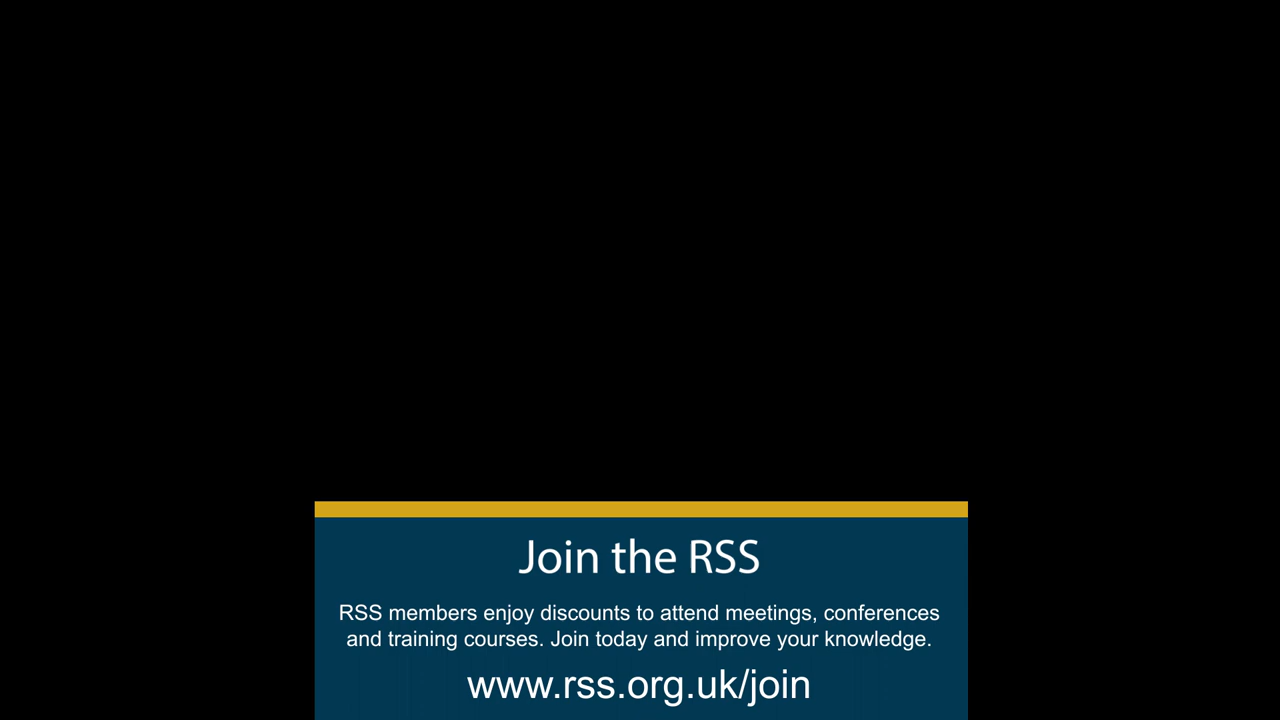 Join the RSS
RSS members enjoy discounts to attend meetings, conferences
and training courses. Join today and improve your knowledge.
www.rss.org.uk/join